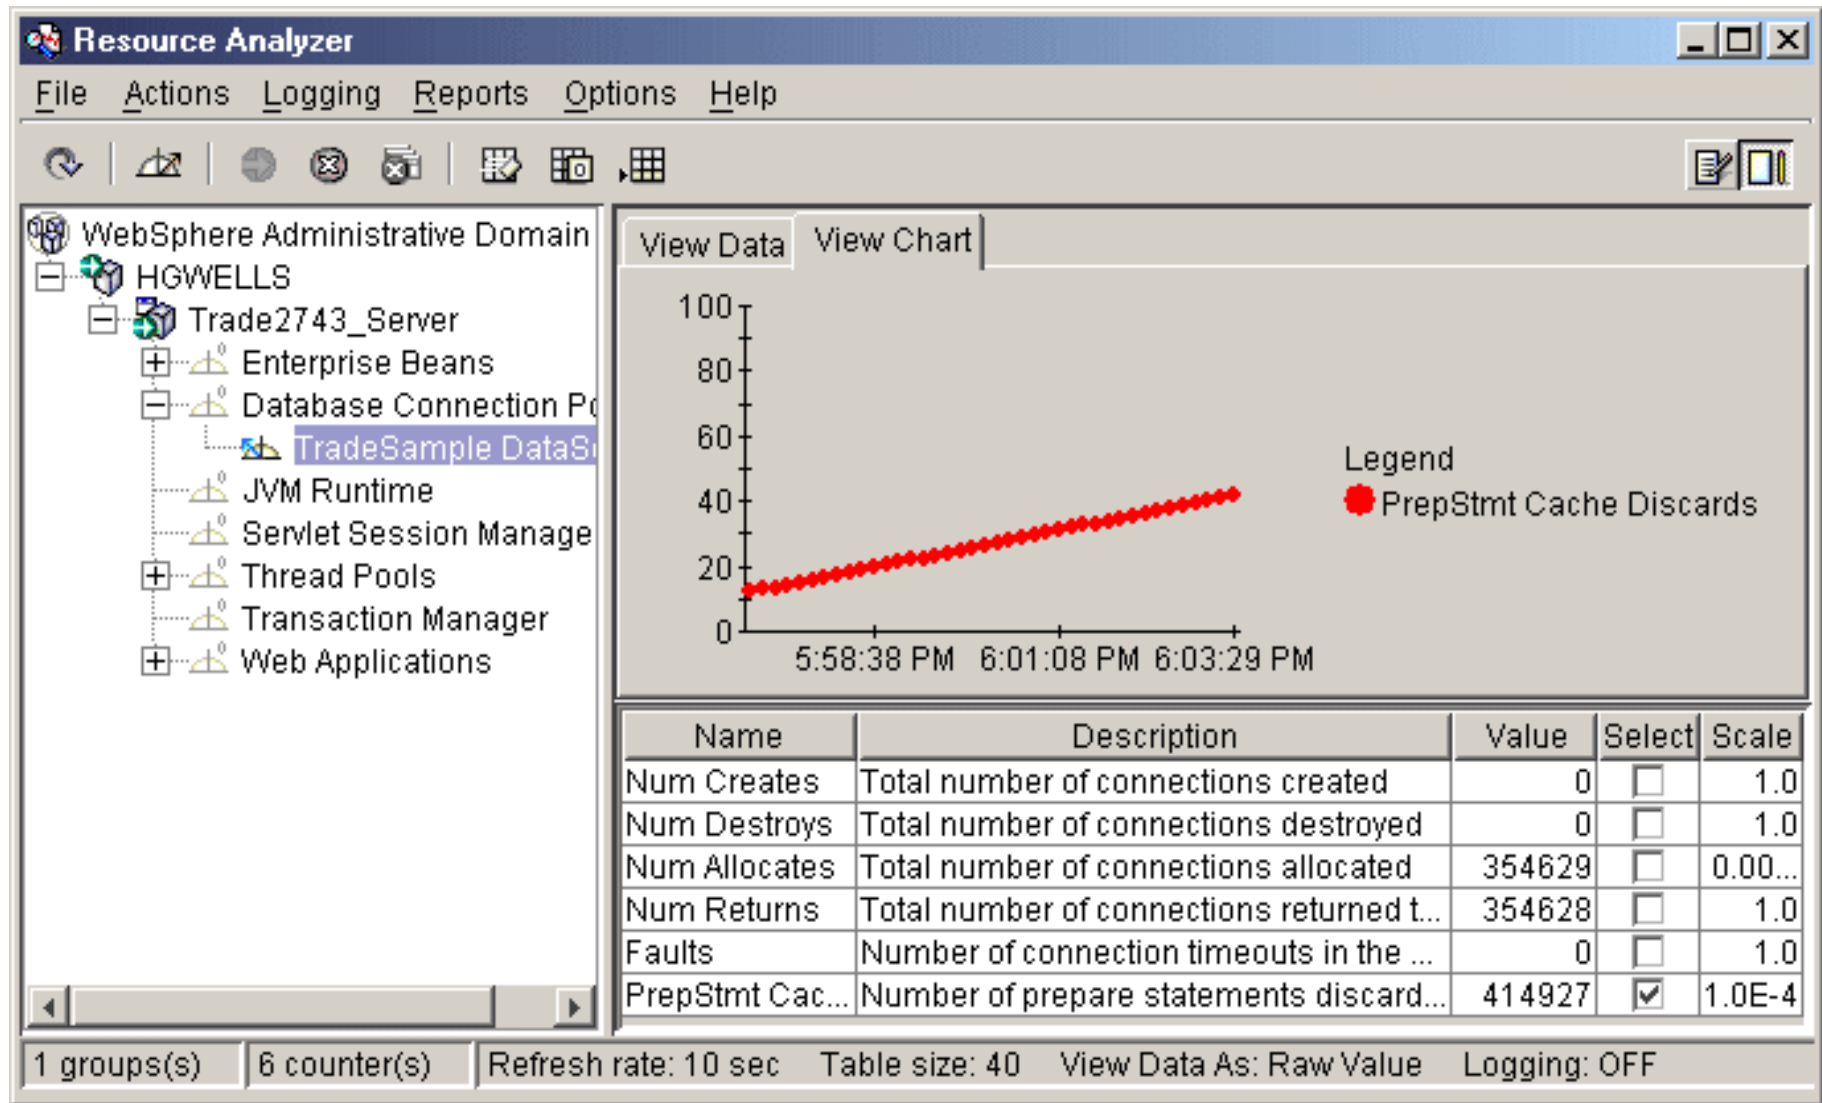 Resource Analyzer
File Actions Logging Reports Options Help
WebSphere Administrative Domain
HGWELLS
Trade2743_Server
Enterprise Beans
Database Connection Po
TradeSample DataS
JVM Runtime
Servlet Session Manage
Thread Pools
Transaction Manager
Web Applications
View Data View Chart
100
80
60
40
20
0
5:58:38 PM 6:01:08 PM 6:03:29 PM
Legend
PrepStmt Cache Discards
Name Description Value Select Scale
Num Creates Total number of connections created 0 1.0
Num Destroys Total number of connections destroyed 0 1.0
Num Allocates Total number of connections allocated 354629 0.00...
Num Returns Total number of connections returned t... 354628 1.0
Faults Number of connection timeouts in the ... 0 1.0
PrepStmt Cac... Number of prepare statements discard... 414927 1.0E-4
1 groups(s) 6 counter(s) Refresh rate: 10 sec Table size: 40 View Data As: Raw Value Logging: OFF